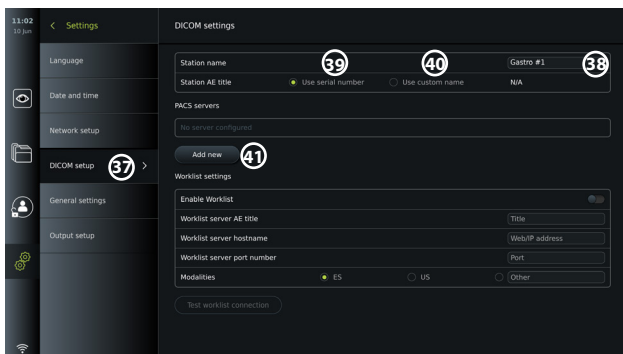 11:02
10 Jun
< Settings
DICOM settings
Language
Date and time
Network setup
DICOM setup 37 >
General settings
Output setup
39 40 38
Station name Gastro #1
Station AE title Use serial number Use custom name N/A
PACS servers
No server configured
Add new 41
Worklist settings
Enable Worklist
Worklist server AE title Title
Worklist server hostname Web/IP address
Worklist server port number Port
Modalities ES US Other
Test worklist connection